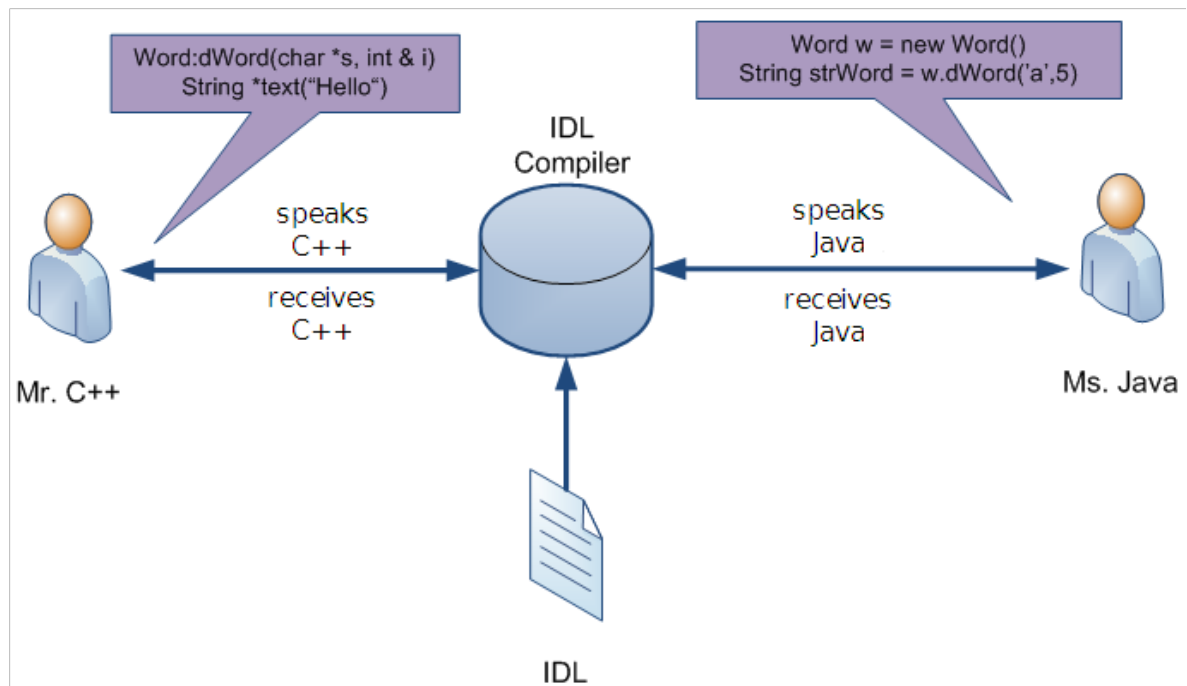 Word:dWord(char *s, int & i)
String *text(“Hello“)
Word w = new Word()
String strWord = w.dWord('a',5)
IDL
Compiler
speaks
C++
receives
C++
speaks
Java
receives
Java
Mr. C++
Ms. Java
IDL